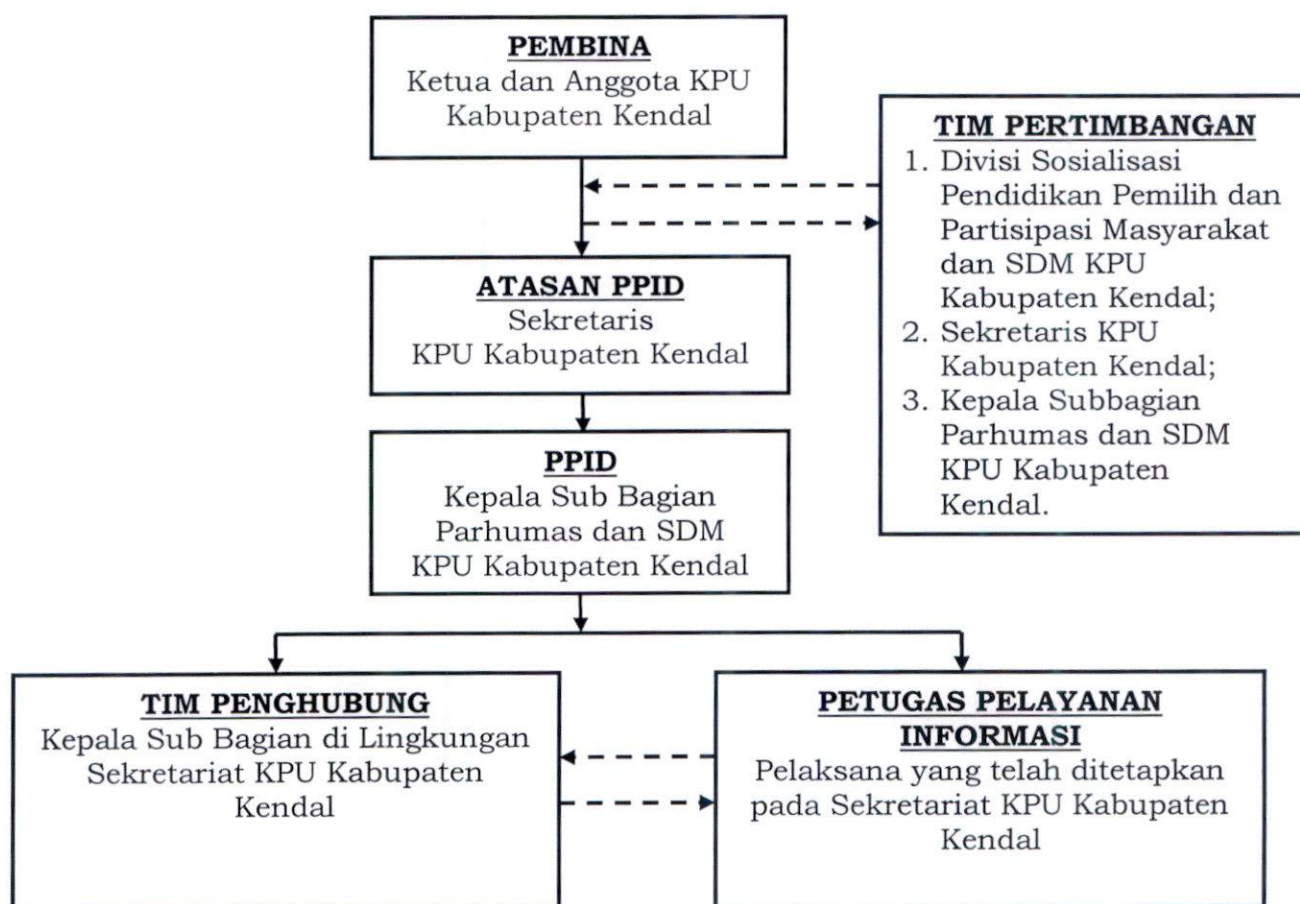 PEMBINA
Ketua dan Anggota KPU
Kabupaten Kendal
TIM PERTIMBANGAN
1. Divisi Sosialisasi
Pendidikan Pemilih dan
Partisipasi Masyarakat
dan SDM KPU
Kabupaten Kendal;
2. Sekretaris KPU
Kabupaten Kendal;
3. Kepala Subbagian
Parhumas dan SDM
KPU Kabupaten
Kendal.
ATASAN PPID
Sekretaris
KPU Kabupaten Kendal
PPID
Kepala Sub Bagian
Parhumas dan SDM
KPU Kabupaten Kendal
TIM PENGHUBUNG
Kepala Sub Bagian di Lingkungan
Sekretariat KPU Kabupaten
Kendal
PETUGAS PELAYANAN
INFORMASI
Pelaksana yang telah ditetapkan
pada Sekretariat KPU Kabupaten
Kendal